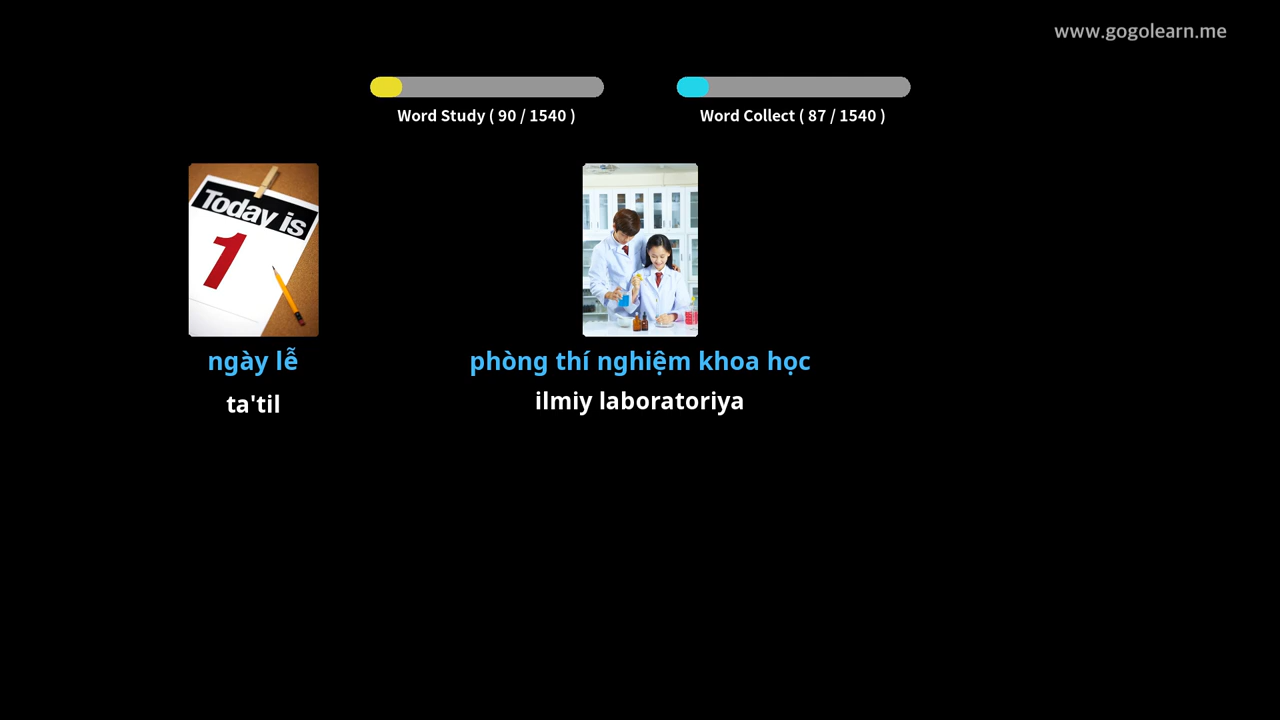 www.gogolearn.me
Word Study ( 90 / 1540 )
Word Collect ( 87 / 1540 )
Today is
1
ngày lễ
ta'til
phòng thí nghiệm khoa học
ilmiy laboratoriya